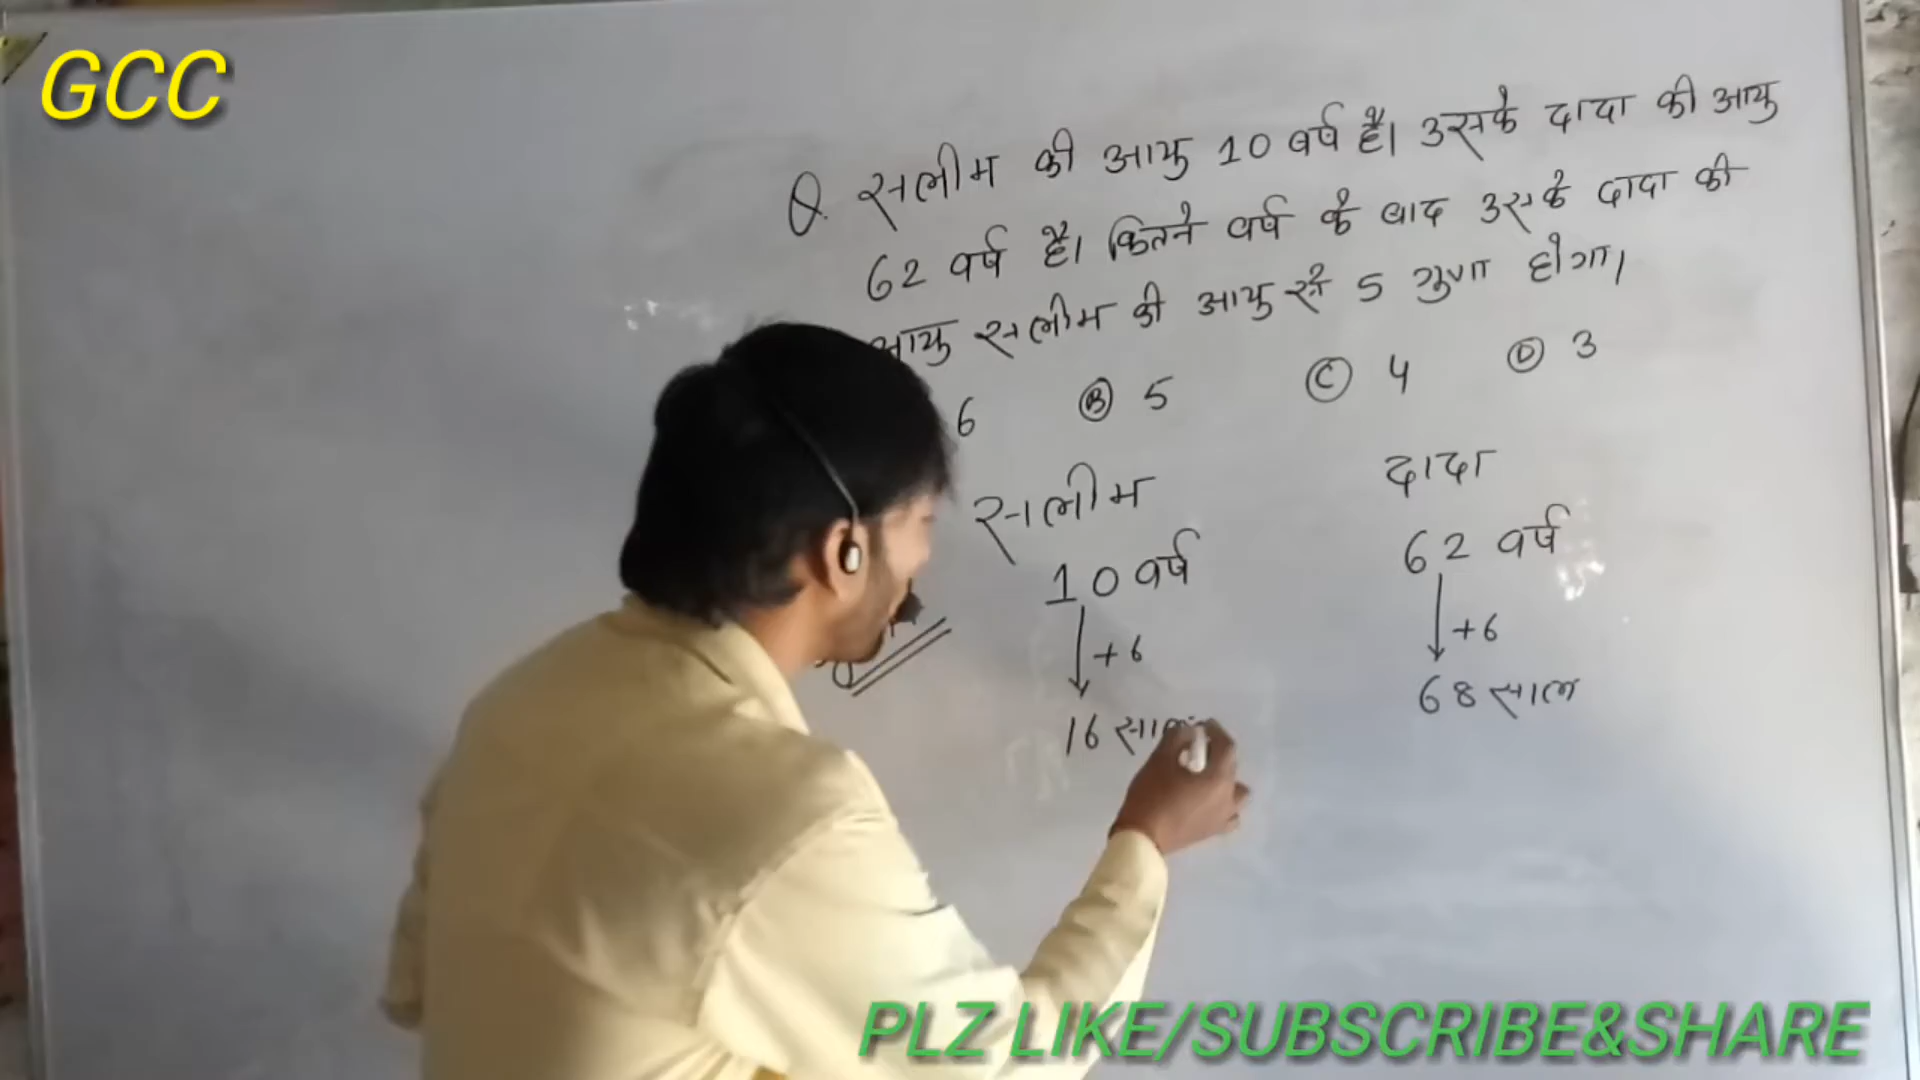 GCC
Q. सलीम की आयु 10 वर्ष है। उसके दादा की आयु
62 वर्ष है। कितने वर्ष के बाद उसके दादा की
आयु सलीम की आयु से 5 गुणा होगा।
6 Ⓑ 5 Ⓒ 4 Ⓓ 3
सलीम दादा
10 वर्ष 62 वर्ष
+6 +6
16 साल 68 साल
PLZ LIKE/SUBSCRIBE&SHARE